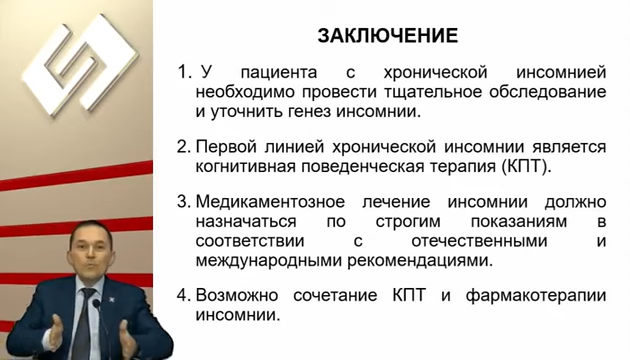 ЗАКЛЮЧЕНИЕ
1. У пациента с хронической инсомнией
необходимо провести тщательное обследование
и уточнить генез инсомнии.
2. Первой линией хронической инсомнии является
когнитивная поведенческая терапия (КПТ).
3. Медикаментозное лечение инсомнии должно
назначаться по строгим показаниям в
соответствии с отечественными и
международными рекомендациями.
4. Возможно сочетание КПТ и фармакотерапии
инсомнии.